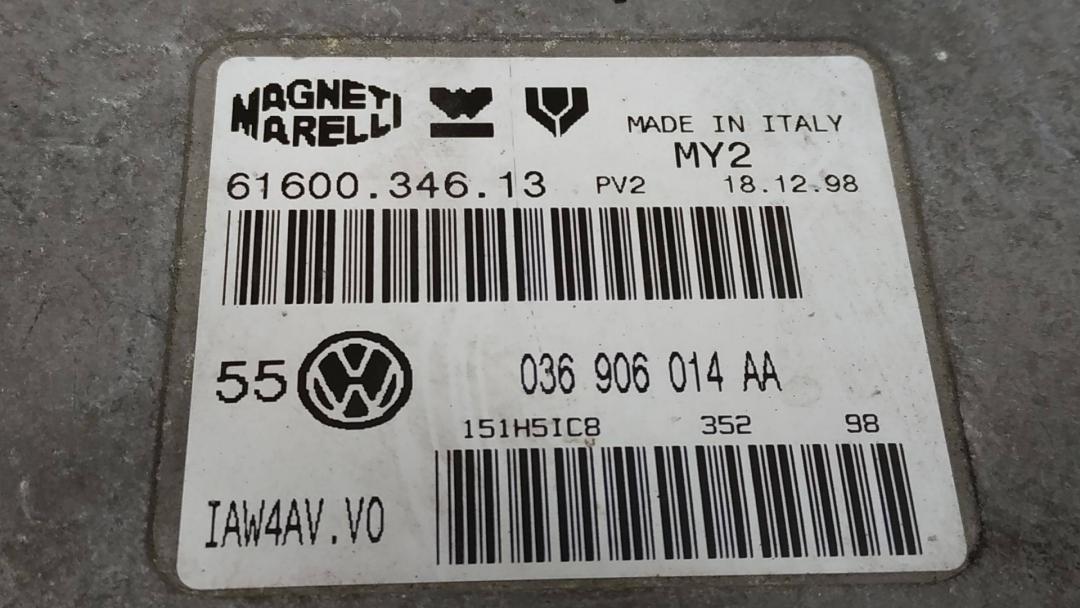 MAGNETI
MARELLI
MADE IN ITALY
MY2
61600.346.13 PV2 18.12.98
55 036 906 014 AA
151H5IC8 352 98
IAW4AV.V0